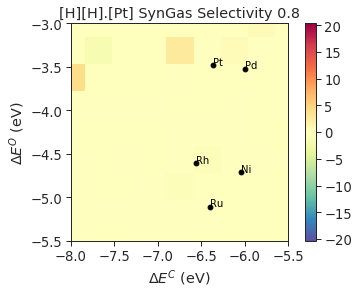 [H][H].[Pt] SynGas Selectivity 0.8
−3.0
−3.5
−4.0
−4.5
−5.0
−5.5
ΔE^O (eV)
Pt
Pd
Rh
Ni
Ru
−8.0 −7.5 −7.0 −6.5 −6.0 −5.5
ΔE^C (eV)
20
15
10
5
0
−5
−10
−15
−20